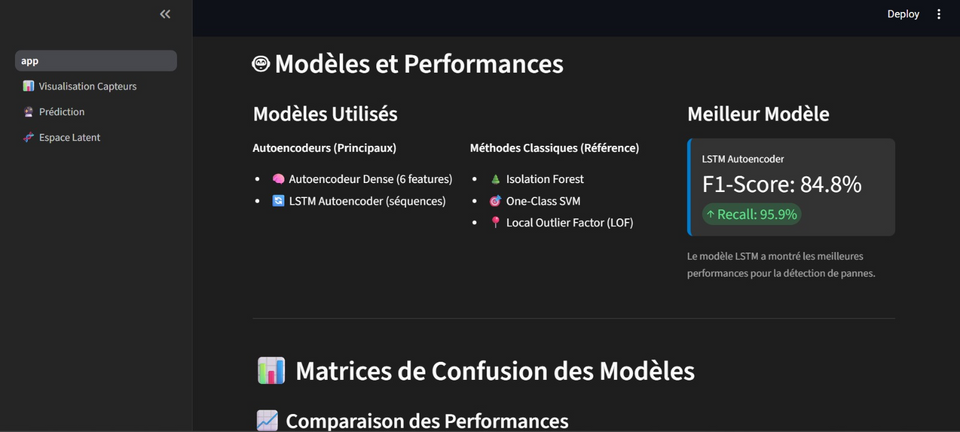 Deploy
app
Visualisation Capteurs
Prédiction
Espace Latent
Modèles et Performances
Modèles Utilisés
Autoencodeurs (Principaux)
Autoencodeur Dense (6 features)
LSTM Autoencoder (séquences)
Méthodes Classiques (Référence)
Isolation Forest
One-Class SVM
Local Outlier Factor (LOF)
Meilleur Modèle
LSTM Autoencoder
F1-Score: 84.8%
↑ Recall: 95.9%
Le modèle LSTM a montré les meilleures
performances pour la détection de pannes.
Matrices de Confusion des Modèles
Comparaison des Performances